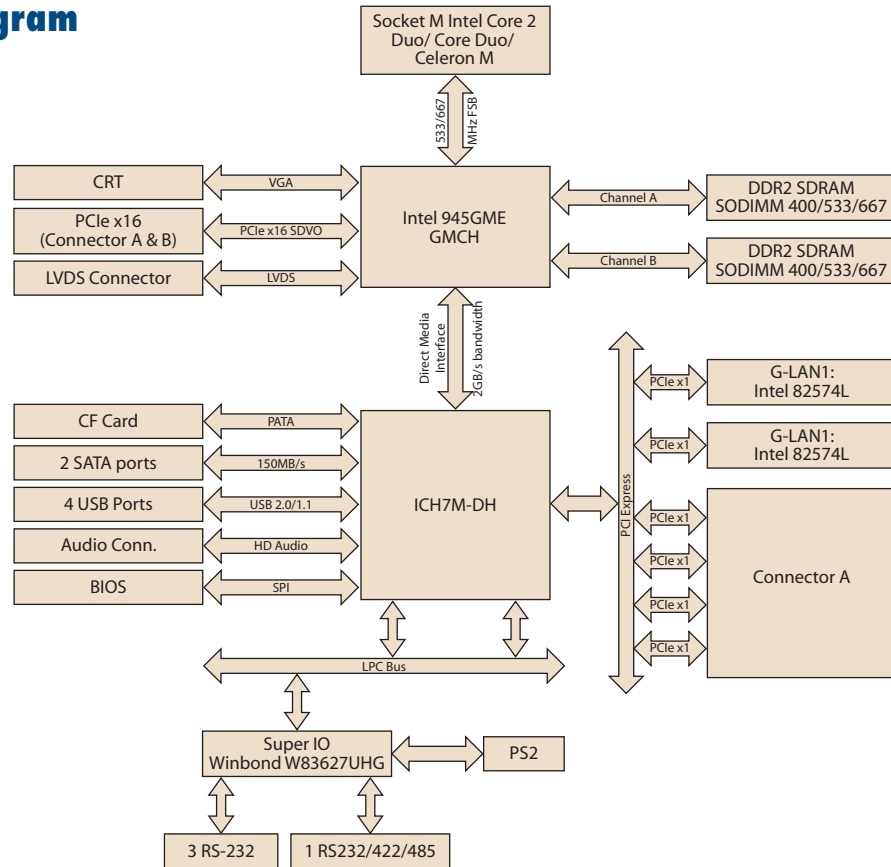 gram
Socket M Intel Core 2
Duo/ Core Duo/
Celeron M
533/667
MHz FSB
CRT
VGA
PCIe x16
(Connector A & B)
PCIe x16 SDVO
LVDS Connector
LVDS
Intel 945GME
GMCH
Channel A
DDR2 SDRAM
SODIMM 400/533/667
Channel B
DDR2 SDRAM
SODIMM 400/533/667
Direct Media
Interface
2GB/s bandwidth
CF Card
PATA
2 SATA ports
150MB/s
4 USB Ports
USB 2.0/1.1
Audio Conn.
HD Audio
BIOS
SPI
ICH7M-DH
PCI Express
PCIe x1
G-LAN1:
Intel 82574L
PCIe x1
G-LAN1:
Intel 82574L
PCIe x1
PCIe x1
PCIe x1
PCIe x1
Connector A
LPC Bus
Super IO
Winbond W83627UHG
PS2
3 RS-232
1 RS232/422/485